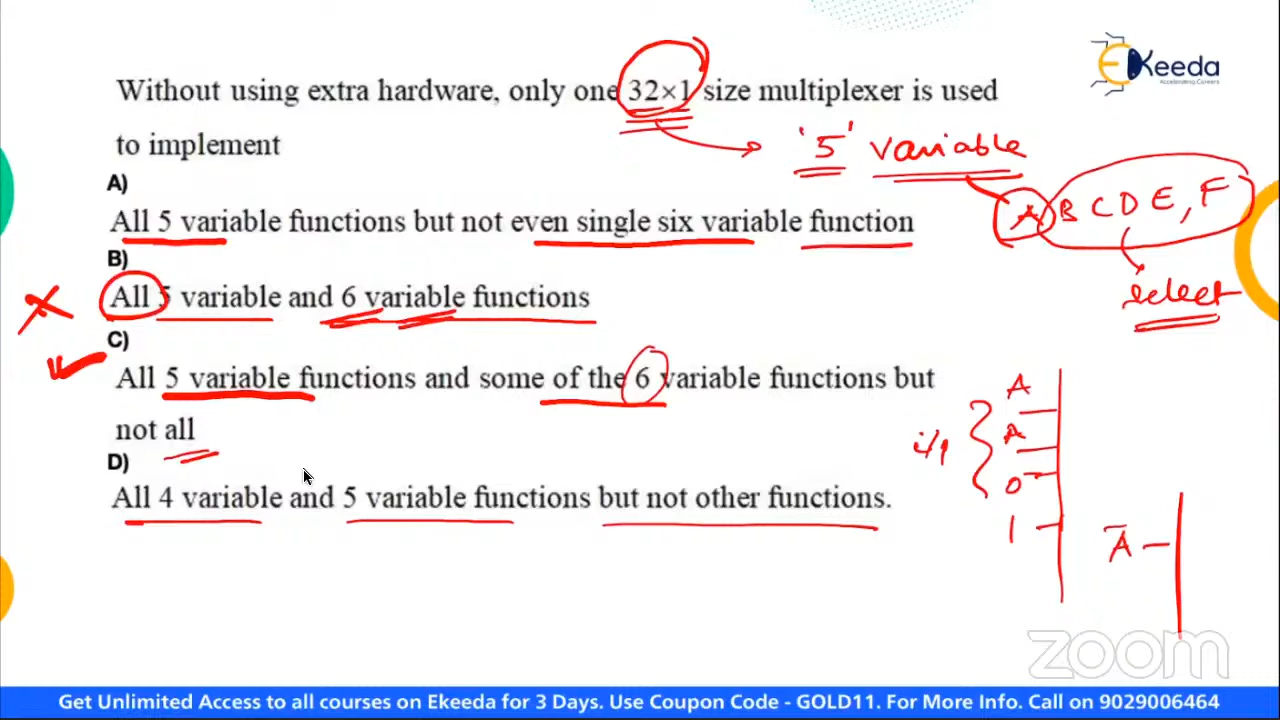 EKeeda
Accelerating Careers
Without using extra hardware, only one 32×1 size multiplexer is used
to implement
'5' variable
A)
A B C D E, F
All 5 variable functions but not even single six variable function
B)
All 5 variable and 6 variable functions
select
C)
All 5 variable functions and some of the 6 variable functions but
not all
A
i/p
A
0
D)
All 4 variable and 5 variable functions but not other functions.
1
Ā
zoom
Get Unlimited Access to all courses on Ekeeda for 3 Days. Use Coupon Code - GOLD11. For More Info. Call on 9029006464